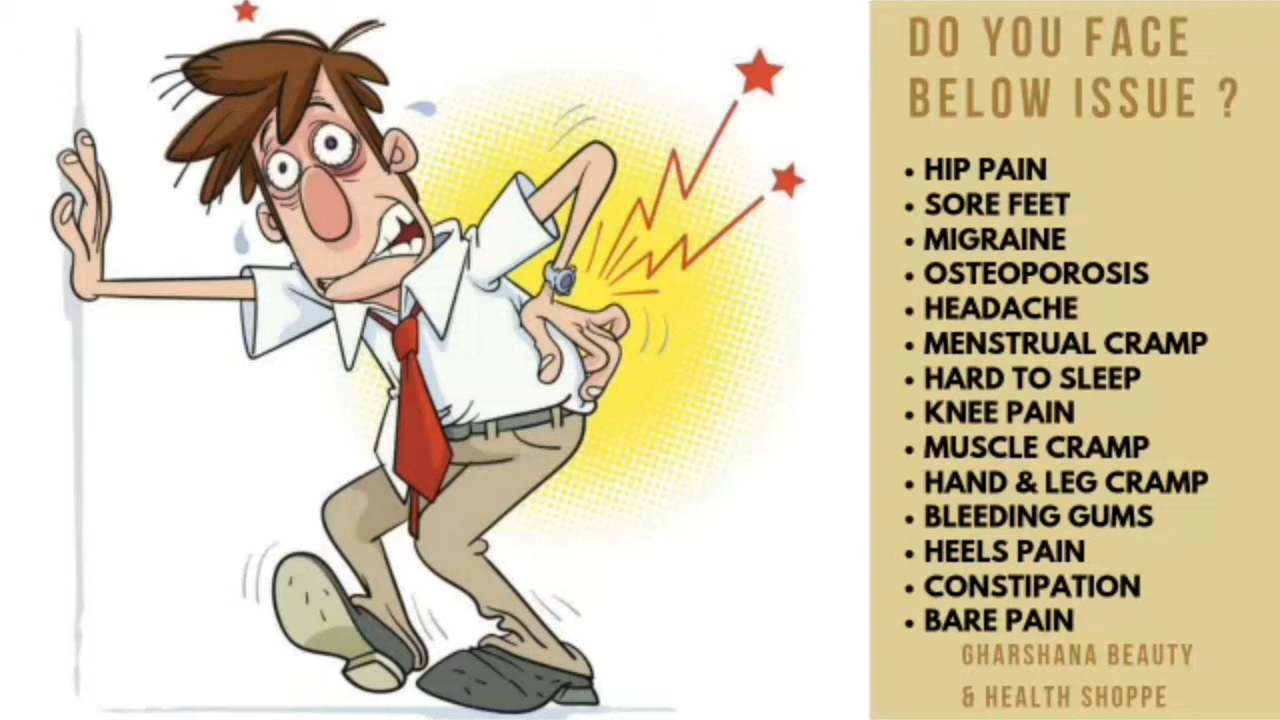 DO YOU FACE
BELOW ISSUE ?
• HIP PAIN
• SORE FEET
• MIGRAINE
• OSTEOPOROSIS
• HEADACHE
• MENSTRUAL CRAMP
• HARD TO SLEEP
• KNEE PAIN
• MUSCLE CRAMP
• HAND & LEG CRAMP
• BLEEDING GUMS
• HEELS PAIN
• CONSTIPATION
• BARE PAIN
GHARSHANA BEAUTY
& HEALTH SHOPPE